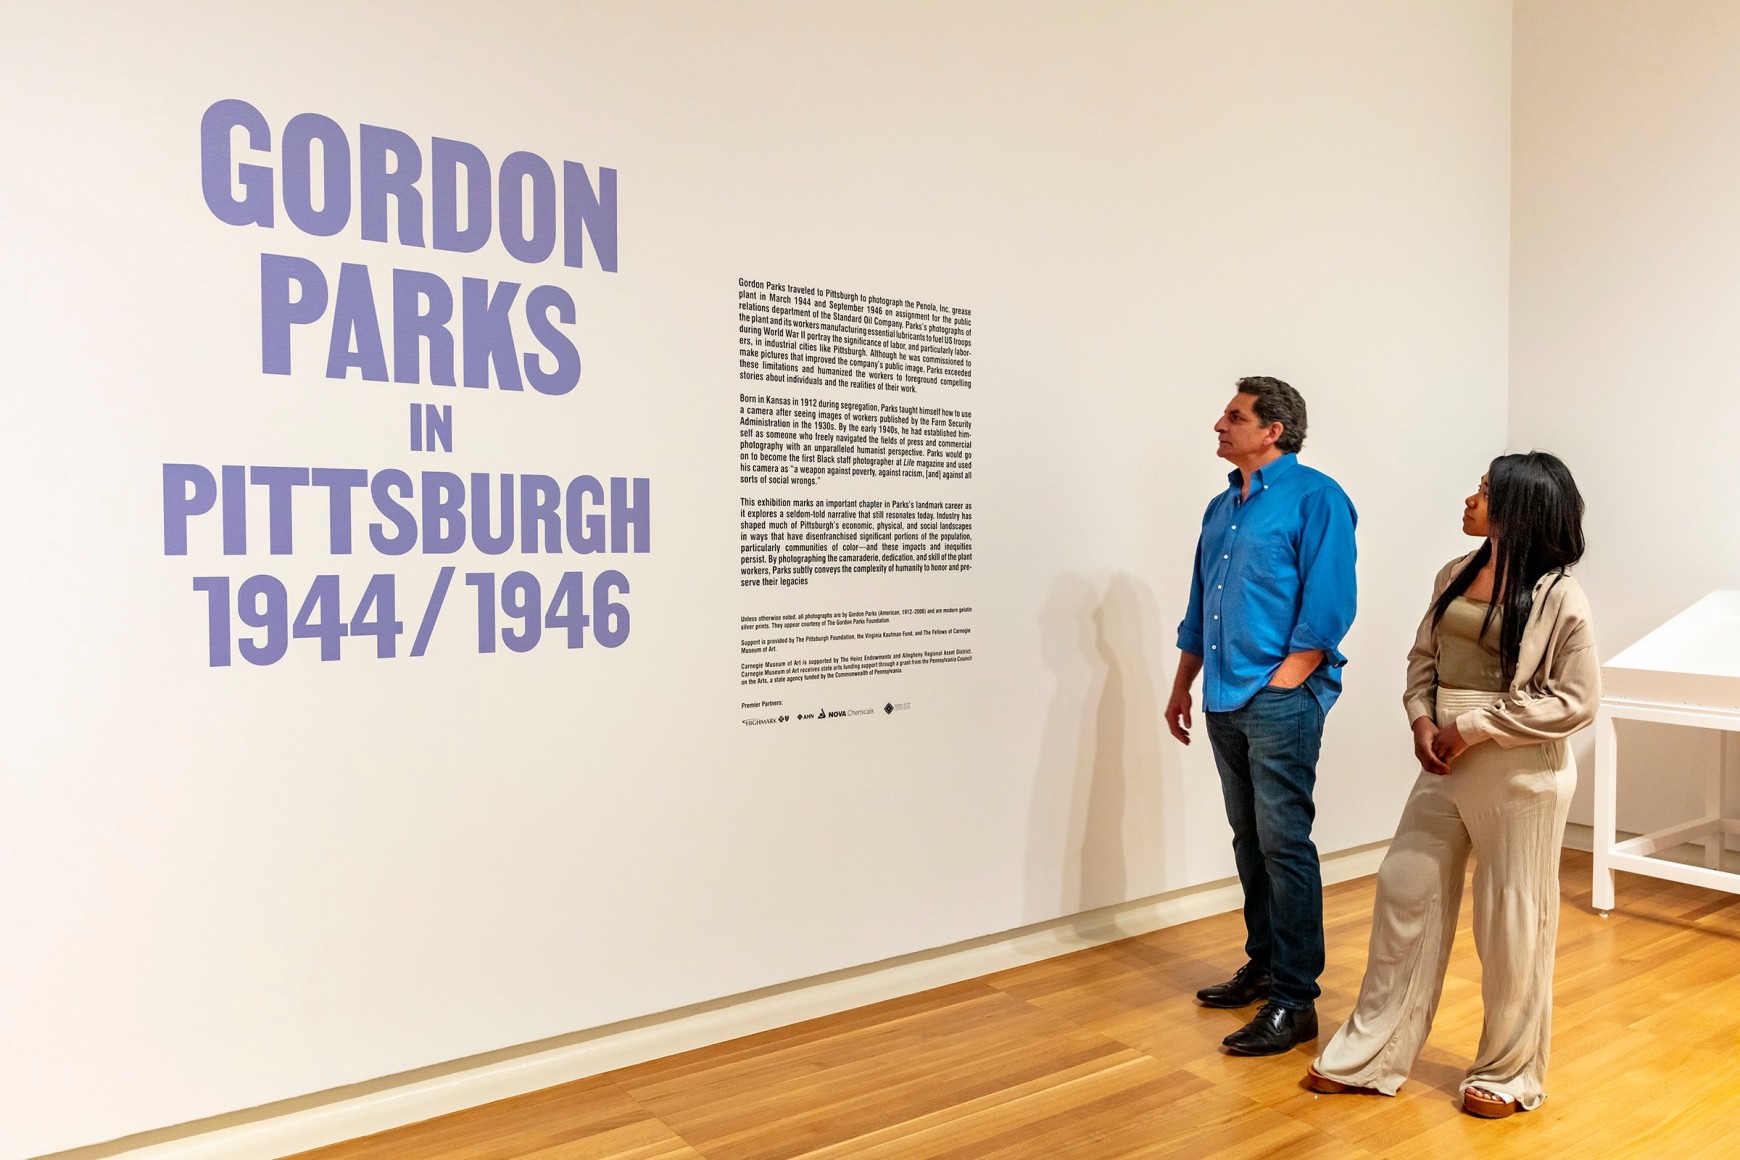 GORDON
PARKS
IN
PITTSBURGH
1944/1946
Gordon Parks traveled to Pittsburgh to photograph the Penola, Inc. grease
plant in March 1944 and September 1946 on assignment for the public
relations department of the Standard Oil Company. Parks's photographs of
the plant and its workers manufacturing essential lubricants to fuel US troops
during World War II portray the significance of labor, and particularly labor-
ers, in industrial cities like Pittsburgh. Although he was commissioned to
make pictures that improved the company's public image, Parks exceeded
these limitations and humanized the workers to foreground compelling
stories about individuals and the realities of their work.
Born in Kansas in 1912 during segregation, Parks taught himself how to use
a camera after seeing images of workers published by the Farm Security
Administration in the 1930s. By the early 1940s, he had established him-
self as someone who freely navigated the fields of press and commercial
photography with an unparalleled humanist perspective. Parks would go
on to become the first Black staff photographer at Life magazine and used
his camera as "a weapon against poverty, against racism, [and] against all
sorts of social wrongs."
This exhibition marks an important chapter in Parks's landmark career as
it explores a seldom-told narrative that still resonates today. Industry has
shaped much of Pittsburgh's economic, physical, and social landscapes
in ways that have disenfranchised significant portions of the population,
particularly communities of color—and these impacts and inequities
persist. By photographing the camaraderie, dedication, and skill of the plant
workers, Parks subtly conveys the complexity of humanity to honor and pre-
serve their legacies
Unless otherwise noted, all photographs are by Gordon Parks (American, 1912–2006) and are modern gelatin
silver prints. They appear courtesy of The Gordon Parks Foundation.
Support is provided by The Pittsburgh Foundation, the Virginia Kaufman Fund, and The Fellows of Carnegie
Museum of Art.
Carnegie Museum of Art is supported by The Heinz Endowments and Allegheny Regional Asset District.
Carnegie Museum of Art receives state arts funding support through a grant from the Pennsylvania Council
on the Arts, a state agency funded by the Commonwealth of Pennsylvania.
Premier Partners:
HIGHMARK AHN NOVA Chemicals